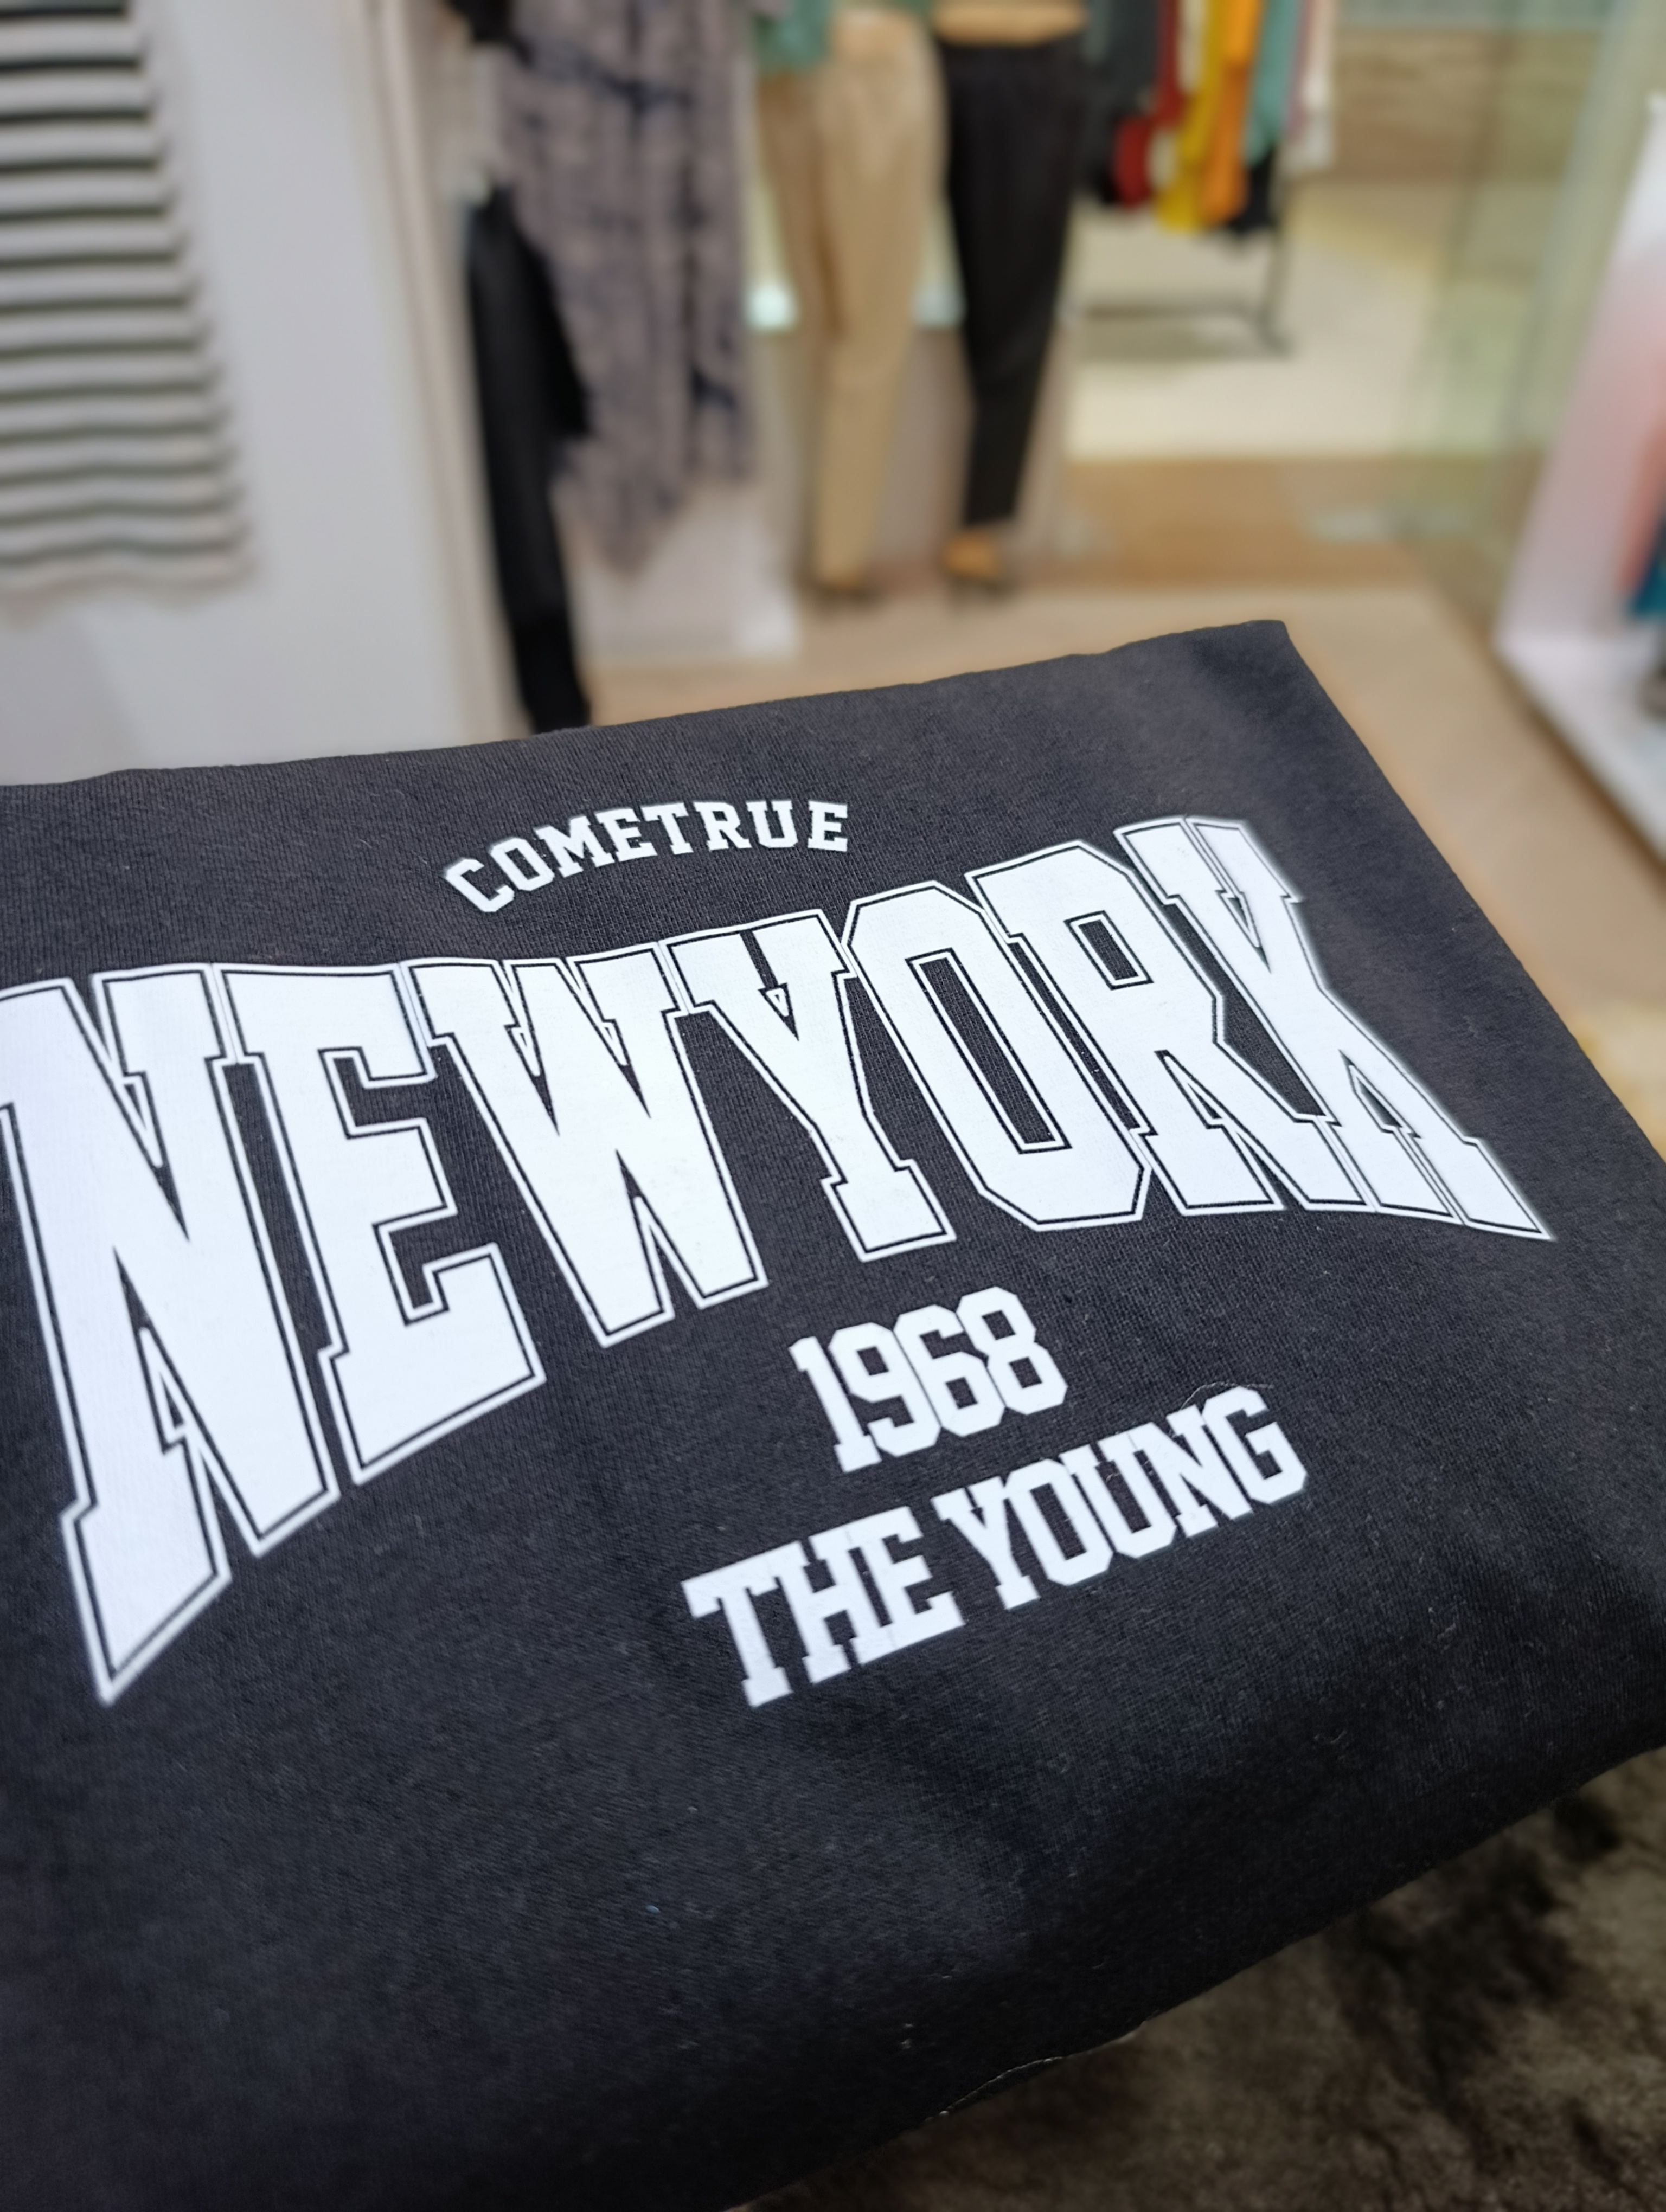 COMETRUE
NEWYORK
1968
THE YOUNG